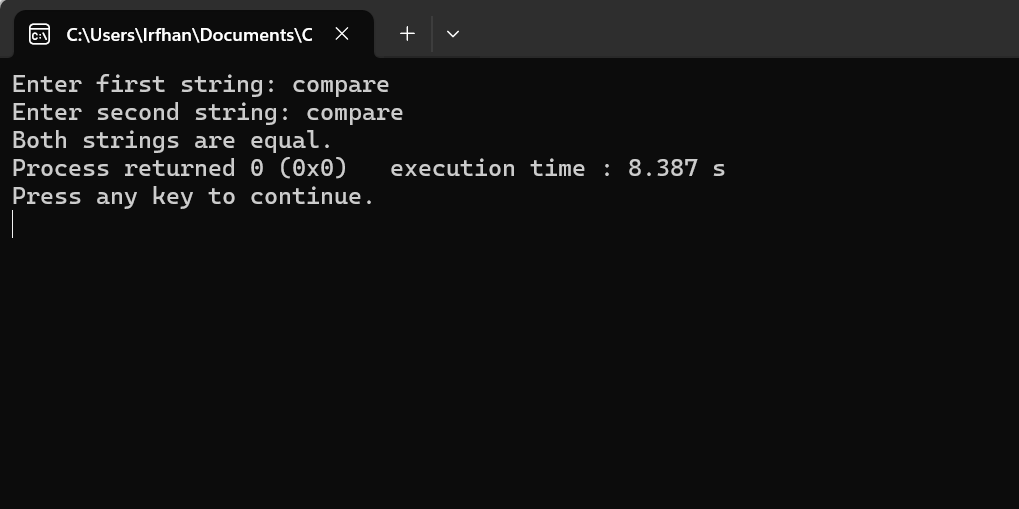 C:\Users\Irfhan\Documents\C
Enter first string: compare
Enter second string: compare
Both strings are equal.
Process returned 0 (0x0)   execution time : 8.387 s
Press any key to continue.